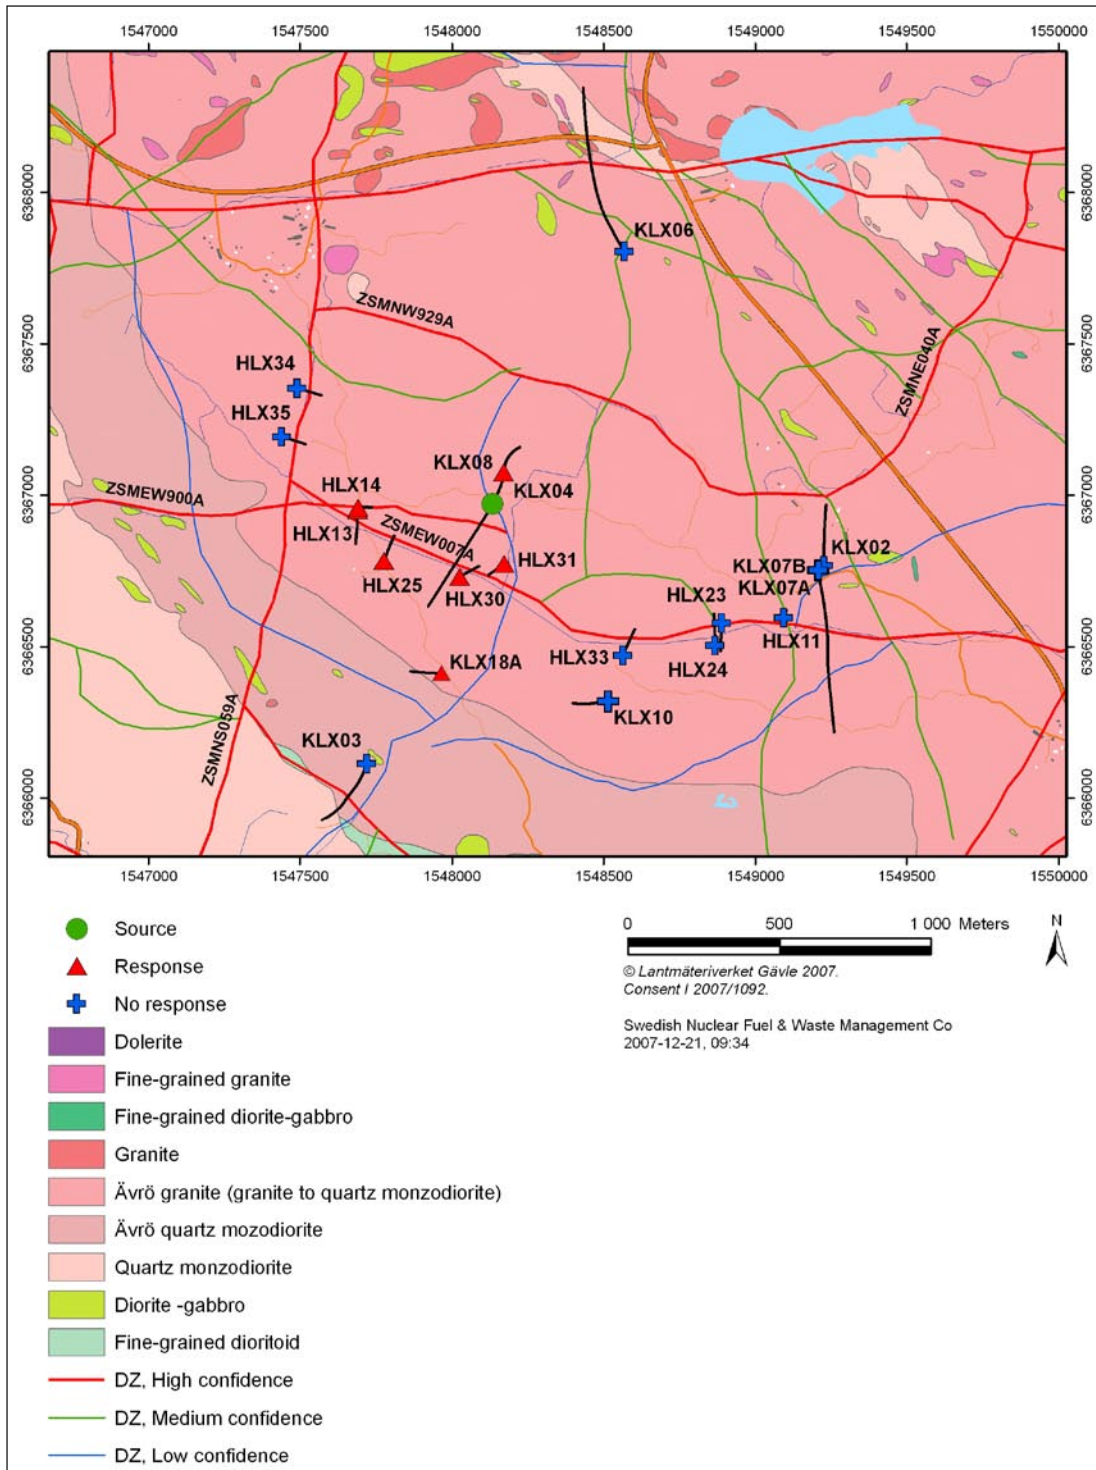 1547000 1547500 1548000 1548500 1549000 1549500 1550000
6368000 6368000
KLX06
ZSMNW929A
6367500 6367500
HLX34
ZSMNE040A
HLX35
KLX08
HLX14 KLX04
ZSMEW900A
6367000 6367000
HLX13 ZSMEW007A
KLX02
HLX31 KLX07B
HLX25 KLX07A
HLX30 HLX23
HLX11
6366500 6366500
HLX33
KLX18A HLX24
KLX10
ZSMNS059A
KLX03
6366000 6366000
1547000 1547500 1548000 1548500 1549000 1549500 1550000
Source
Response
No response
Dolerite
Fine-grained granite
Fine-grained diorite-gabbro
Granite
Ävrö granite (granite to quartz monzodiorite)
Ävrö quartz mozodiorite
Quartz monzodiorite
Diorite -gabbro
Fine-grained dioritoid
DZ, High confidence
DZ, Medium confidence
DZ, Low confidence
0 500 1 000 Meters
N
© Lantmäteriverket Gävle 2007.
Consent I 2007/1092.
Swedish Nuclear Fuel & Waste Management Co
2007-12-21, 09:34